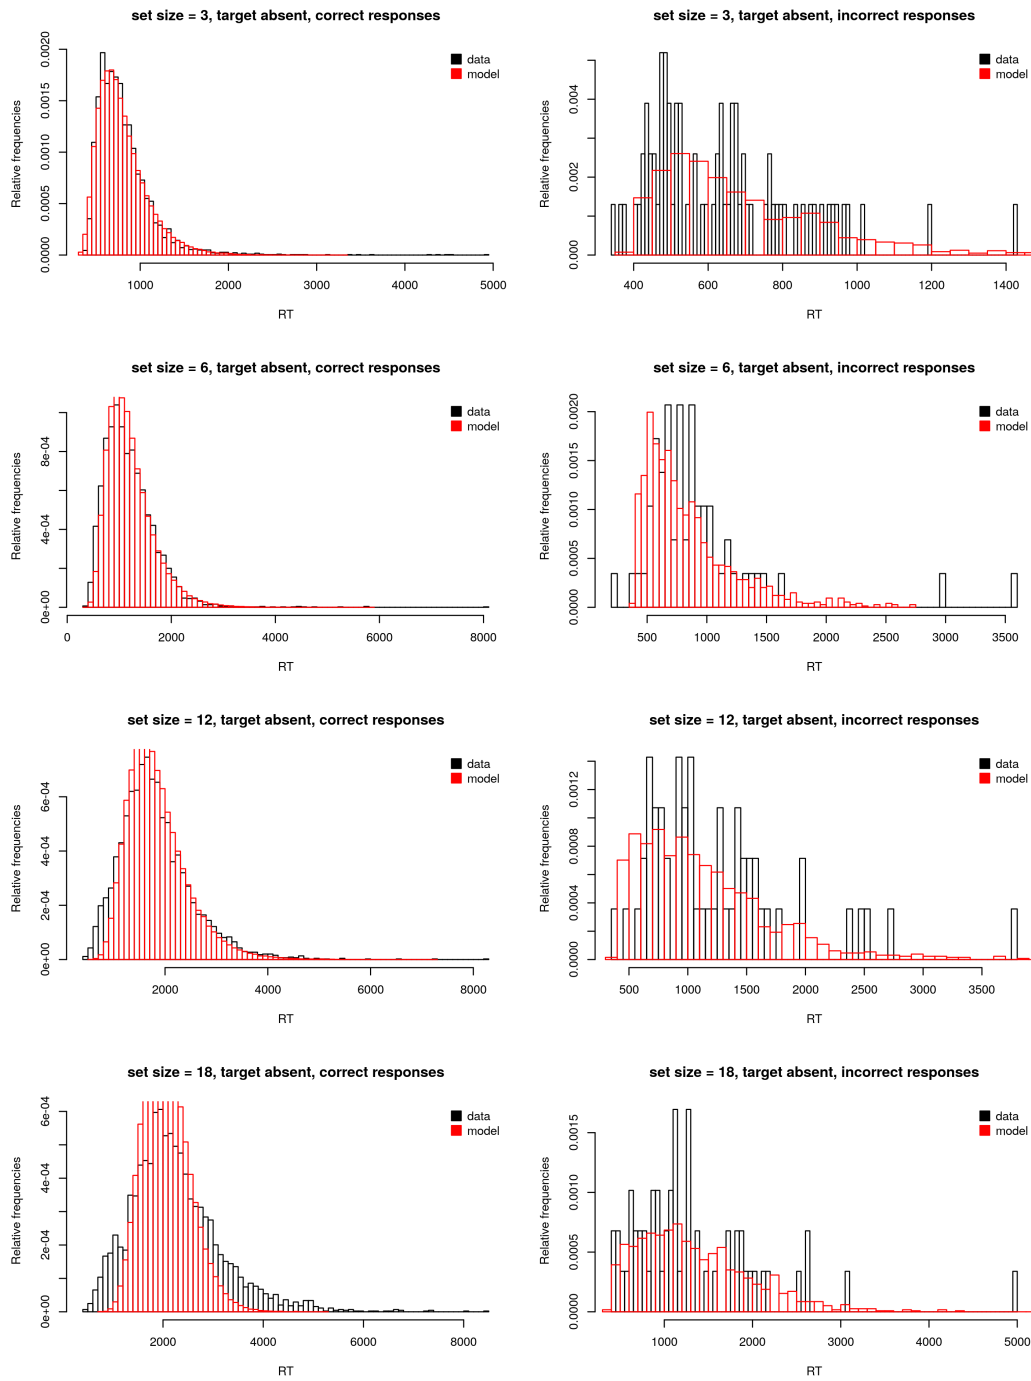 set size = 3, target absent, correct responses
Relative frequencies
0.0000 0.0005 0.0010 0.0015 0.0020
data
model
1000 2000 3000 4000 5000
RT
set size = 3, target absent, incorrect responses
Relative frequencies
0.000 0.002 0.004
data
model
400 600 800 1000 1200 1400
RT
set size = 6, target absent, correct responses
Relative frequencies
0e+00 4e-04 8e-04
data
model
0 2000 4000 6000 8000
RT
set size = 6, target absent, incorrect responses
Relative frequencies
0.0000 0.0005 0.0010 0.0015 0.0020
data
model
500 1000 1500 2000 2500 3000 3500
RT
set size = 12, target absent, correct responses
Relative frequencies
0e+00 2e-04 4e-04 6e-04
data
model
2000 4000 6000 8000
RT
set size = 12, target absent, incorrect responses
Relative frequencies
0.0000 0.0004 0.0008 0.0012
data
model
500 1000 1500 2000 2500 3000 3500
RT
set size = 18, target absent, correct responses
Relative frequencies
0e+00 2e-04 4e-04 6e-04
data
model
2000 4000 6000 8000
RT
set size = 18, target absent, incorrect responses
Relative frequencies
0.0000 0.0005 0.0010 0.0015
data
model
1000 2000 3000 4000 5000
RT